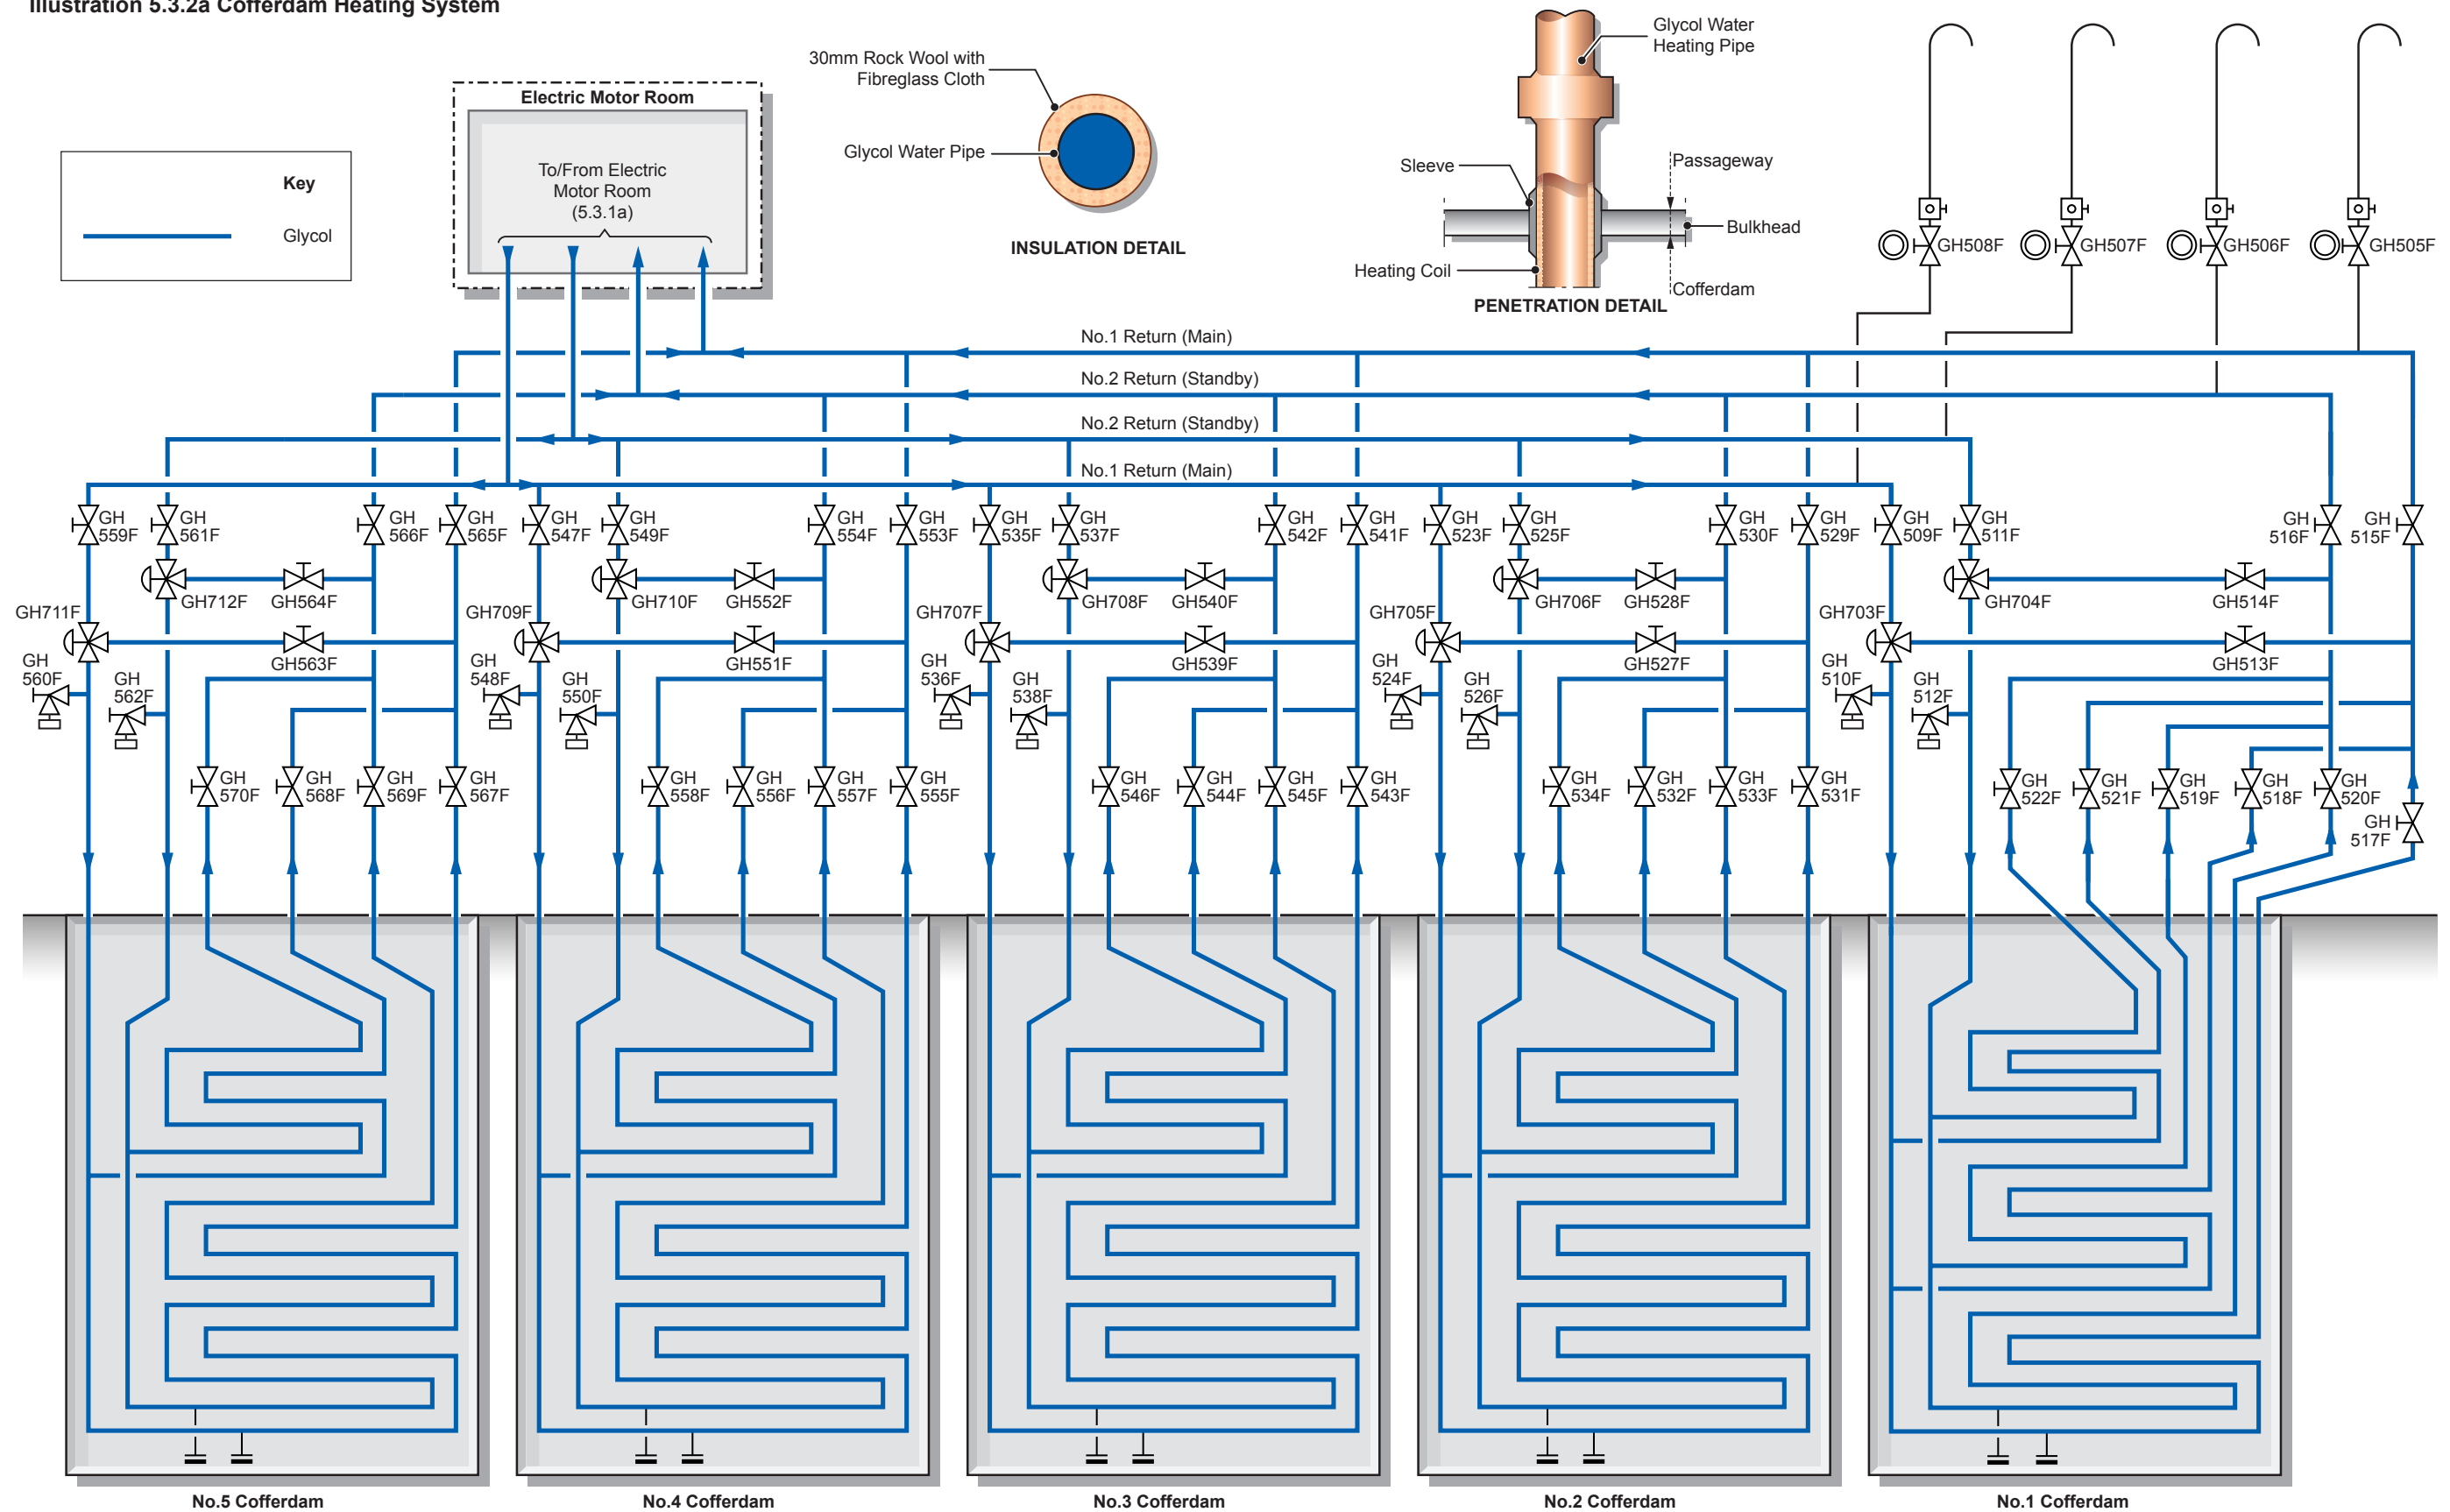 Illustration 5.3.2a Cofferdam Heating System
Key
Glycol
Electric Motor Room
To/From Electric
Motor Room
(5.3.1a)
30mm Rock Wool with
Fibreglass Cloth
Glycol Water Pipe
INSULATION DETAIL
Glycol Water
Heating Pipe
Sleeve
Passageway
Bulkhead
Heating Coil
Cofferdam
PENETRATION DETAIL
GH508F
GH507F
GH506F
GH505F
No.1 Return (Main)
No.2 Return (Standby)
No.2 Return (Standby)
No.1 Return (Main)
GH
559F
GH
561F
GH
566F
GH
565F
GH
547F
GH
549F
GH
554F
GH
553F
GH
535F
GH
537F
GH
542F
GH
541F
GH
523F
GH
525F
GH
530F
GH
529F
GH
509F
GH
511F
GH
516F
GH
515F
GH712F
GH564F
GH710F
GH552F
GH708F
GH540F
GH706F
GH528F
GH704F
GH514F
GH711F
GH563F
GH709F
GH551F
GH707F
GH539F
GH705F
GH527F
GH703F
GH513F
GH
560F
GH
562F
GH
548F
GH
550F
GH
536F
GH
538F
GH
524F
GH
526F
GH
510F
GH
512F
GH
570F
GH
568F
GH
569F
GH
567F
GH
558F
GH
556F
GH
557F
GH
555F
GH
546F
GH
544F
GH
545F
GH
543F
GH
534F
GH
532F
GH
533F
GH
531F
GH
522F
GH
521F
GH
519F
GH
518F
GH
520F
GH
517F
No.5 Cofferdam
No.4 Cofferdam
No.3 Cofferdam
No.2 Cofferdam
No.1 Cofferdam